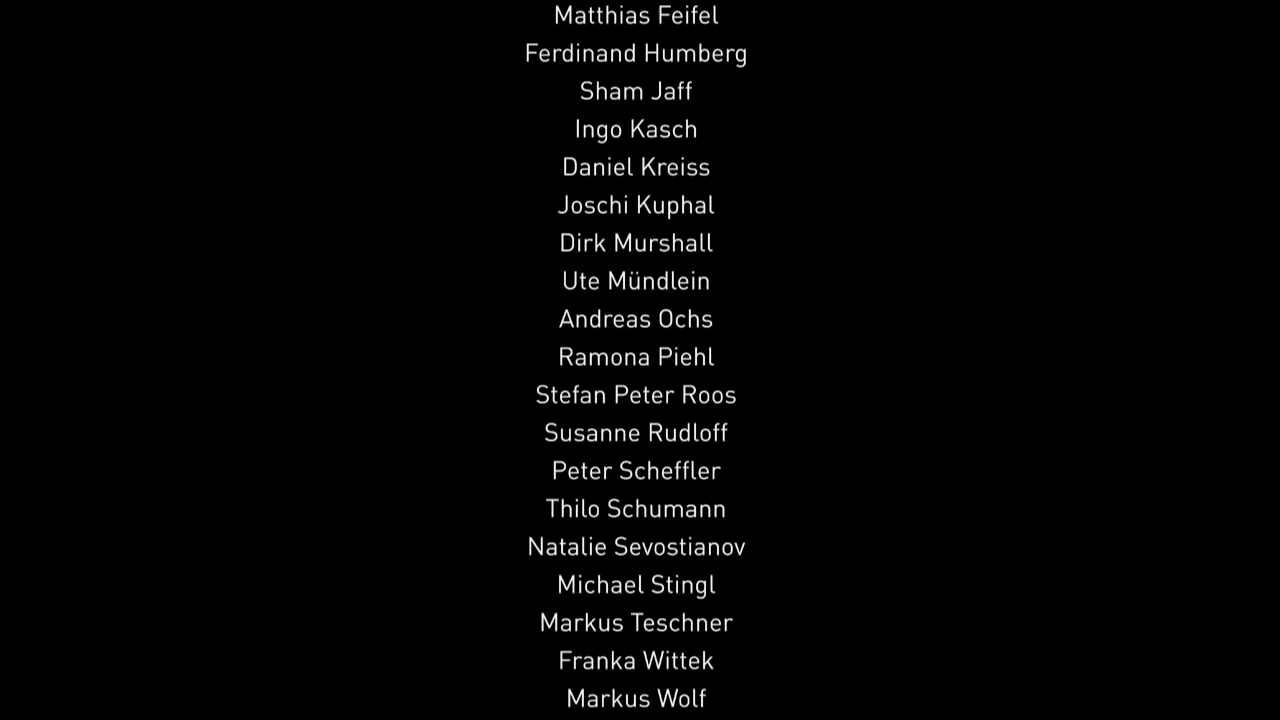 Matthias Feifel
Ferdinand Humberg
Sham Jaff
Ingo Kasch
Daniel Kreiss
Joschi Kuphal
Dirk Murshall
Ute Mündlein
Andreas Ochs
Ramona Piehl
Stefan Peter Roos
Susanne Rudloff
Peter Scheffler
Thilo Schumann
Natalie Sevostianov
Michael Stingl
Markus Teschner
Franka Wittek
Markus Wolf